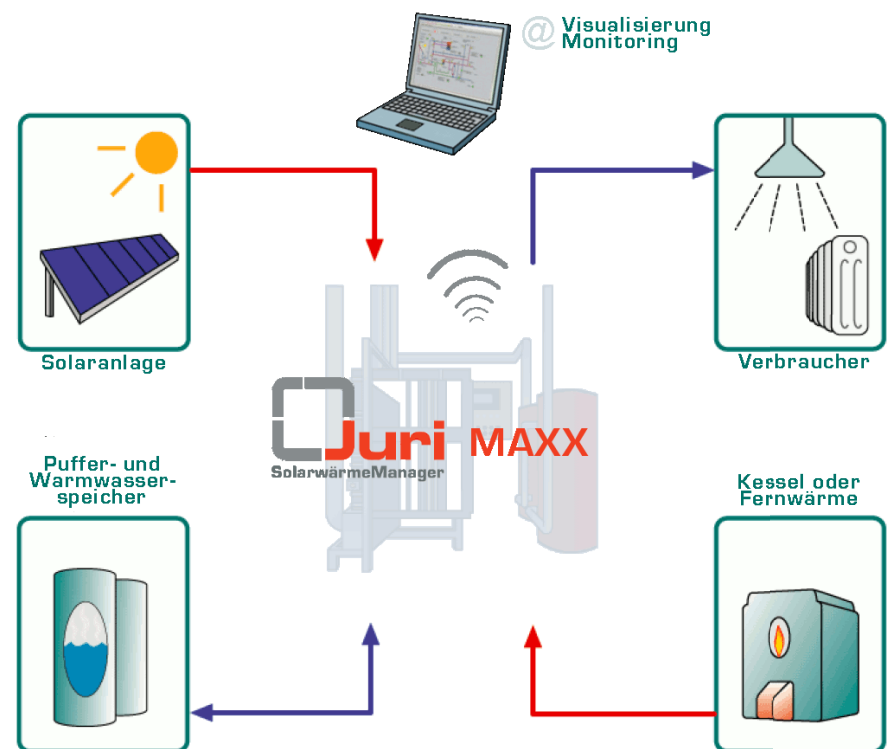 @ Visualisierung
Monitoring
Solaranlage
Verbraucher
Juri MAXX
SolarwärmeManager
Puffer- und
Warmwasser-
speicher
Kessel oder
Fernwärme